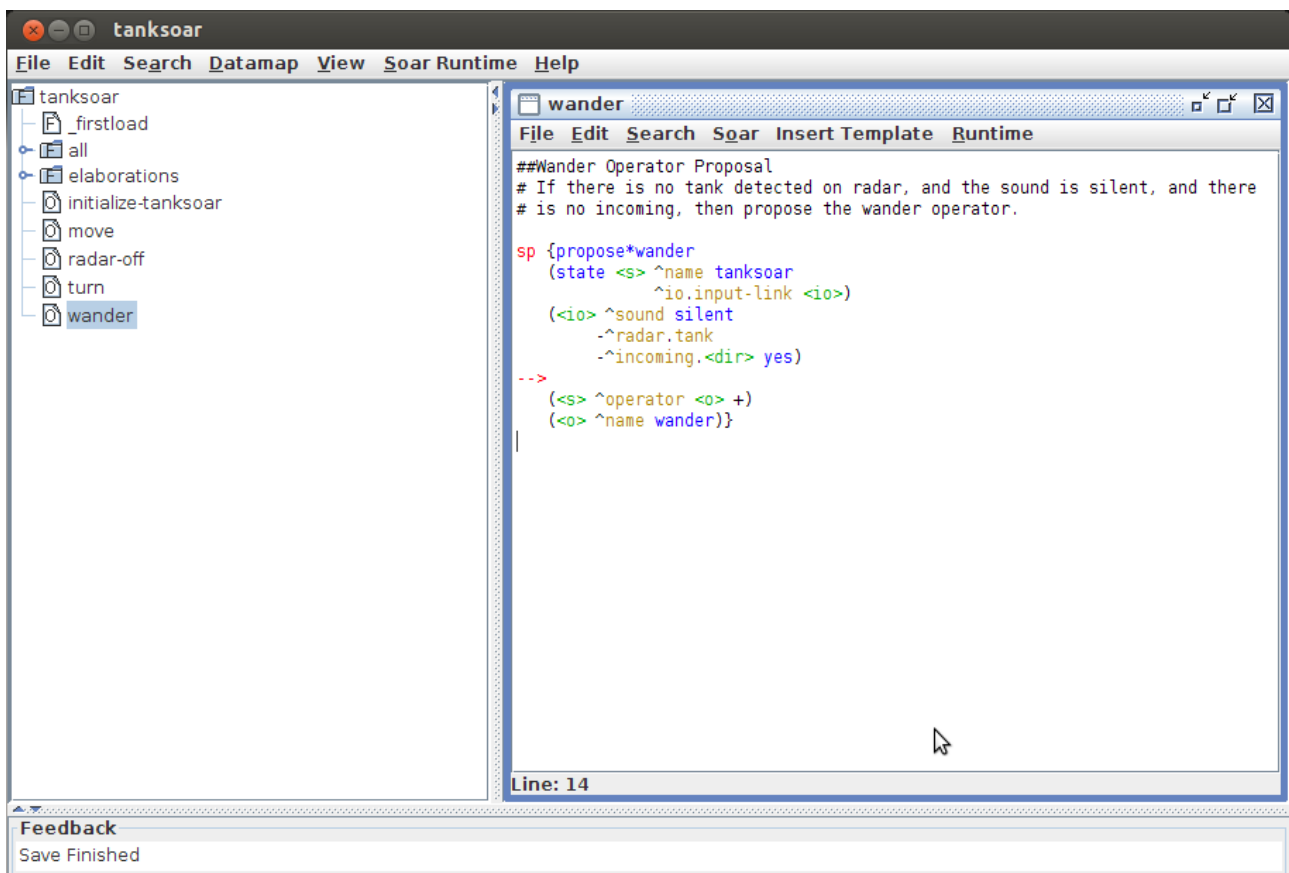 tanksoar
File Edit Search Datamap View Soar Runtime Help
tanksoar
_firstload
all
elaborations
initialize-tanksoar
move
radar-off
turn
wander
wander
File Edit Search Soar Insert Template Runtime
##Wander Operator Proposal
# If there is no tank detected on radar, and the sound is silent, and there
# is no incoming, then propose the wander operator.
sp {propose*wander
(state <s> ^name tanksoar
^io.input-link <io>)
(<io> ^sound silent
-^radar.tank
-^incoming.<dir> yes)
-->
(<s> ^operator <o> +)
(<o> ^name wander)}
Line: 14
Feedback
Save Finished